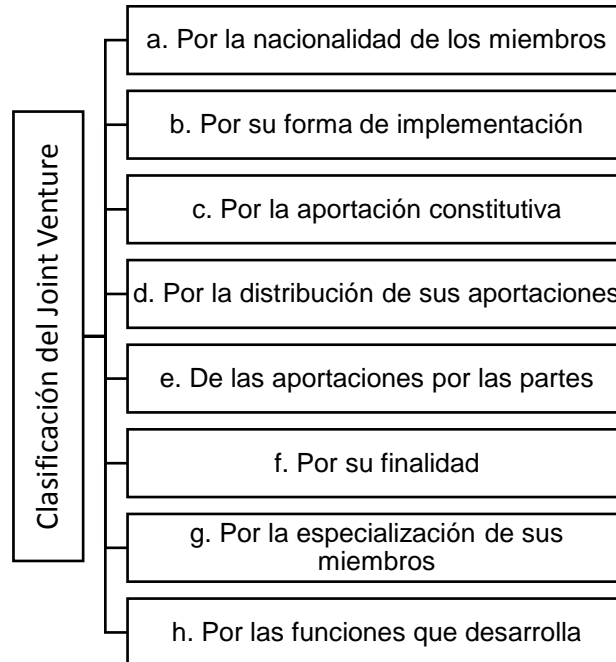 Clasificación del Joint Venture
a. Por la nacionalidad de los miembros
b. Por su forma de implementación
c. Por la aportación constitutiva
d. Por la distribución de sus aportaciones
e. De las aportaciones por las partes
f. Por su finalidad
g. Por la especialización de sus
miembros
h. Por las funciones que desarrolla